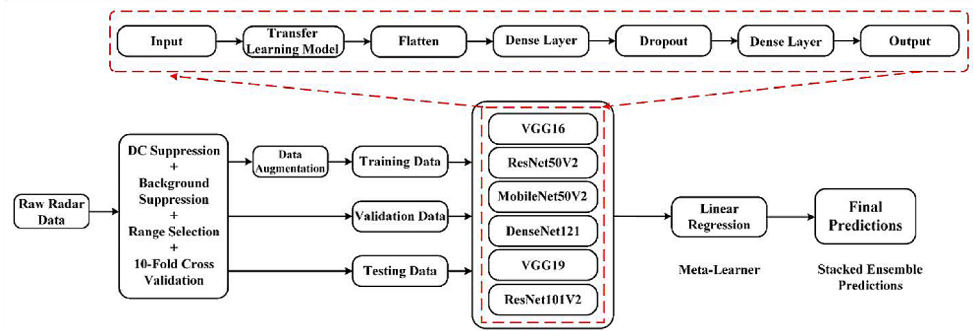 Input
Transfer
Learning Model
Flatten
Dense Layer
Dropout
Dense Layer
Output
Raw Radar
Data
DC Suppression
+
Background
Suppression
+
Range Selection
+
10-Fold Cross
Validation
Data
Augmentation
Training Data
Validation Data
Testing Data
VGG16
ResNet50V2
MobileNet50V2
DenseNet121
VGG19
ResNet101V2
Linear
Regression
Meta-Learner
Final
Predictions
Stacked Ensemble
Predictions